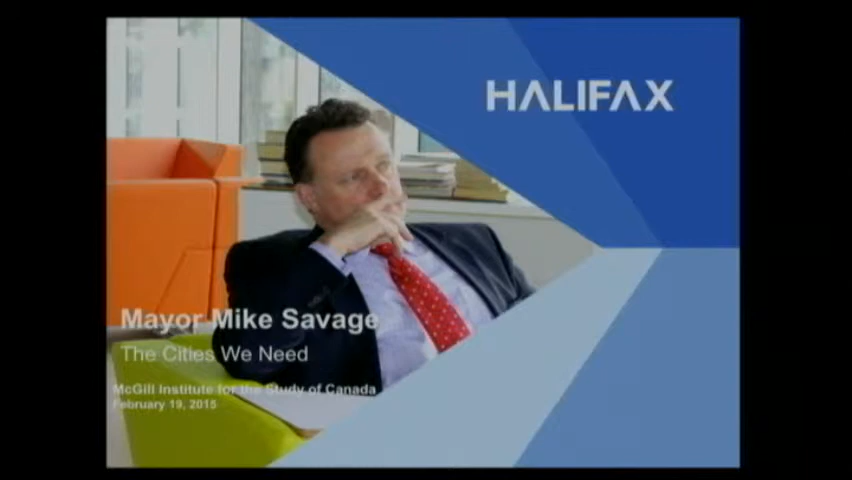 HALIFAX
Mayor Mike Savage
The Cities We Need
McGill Institute for the Study of Canada
February 19, 2015